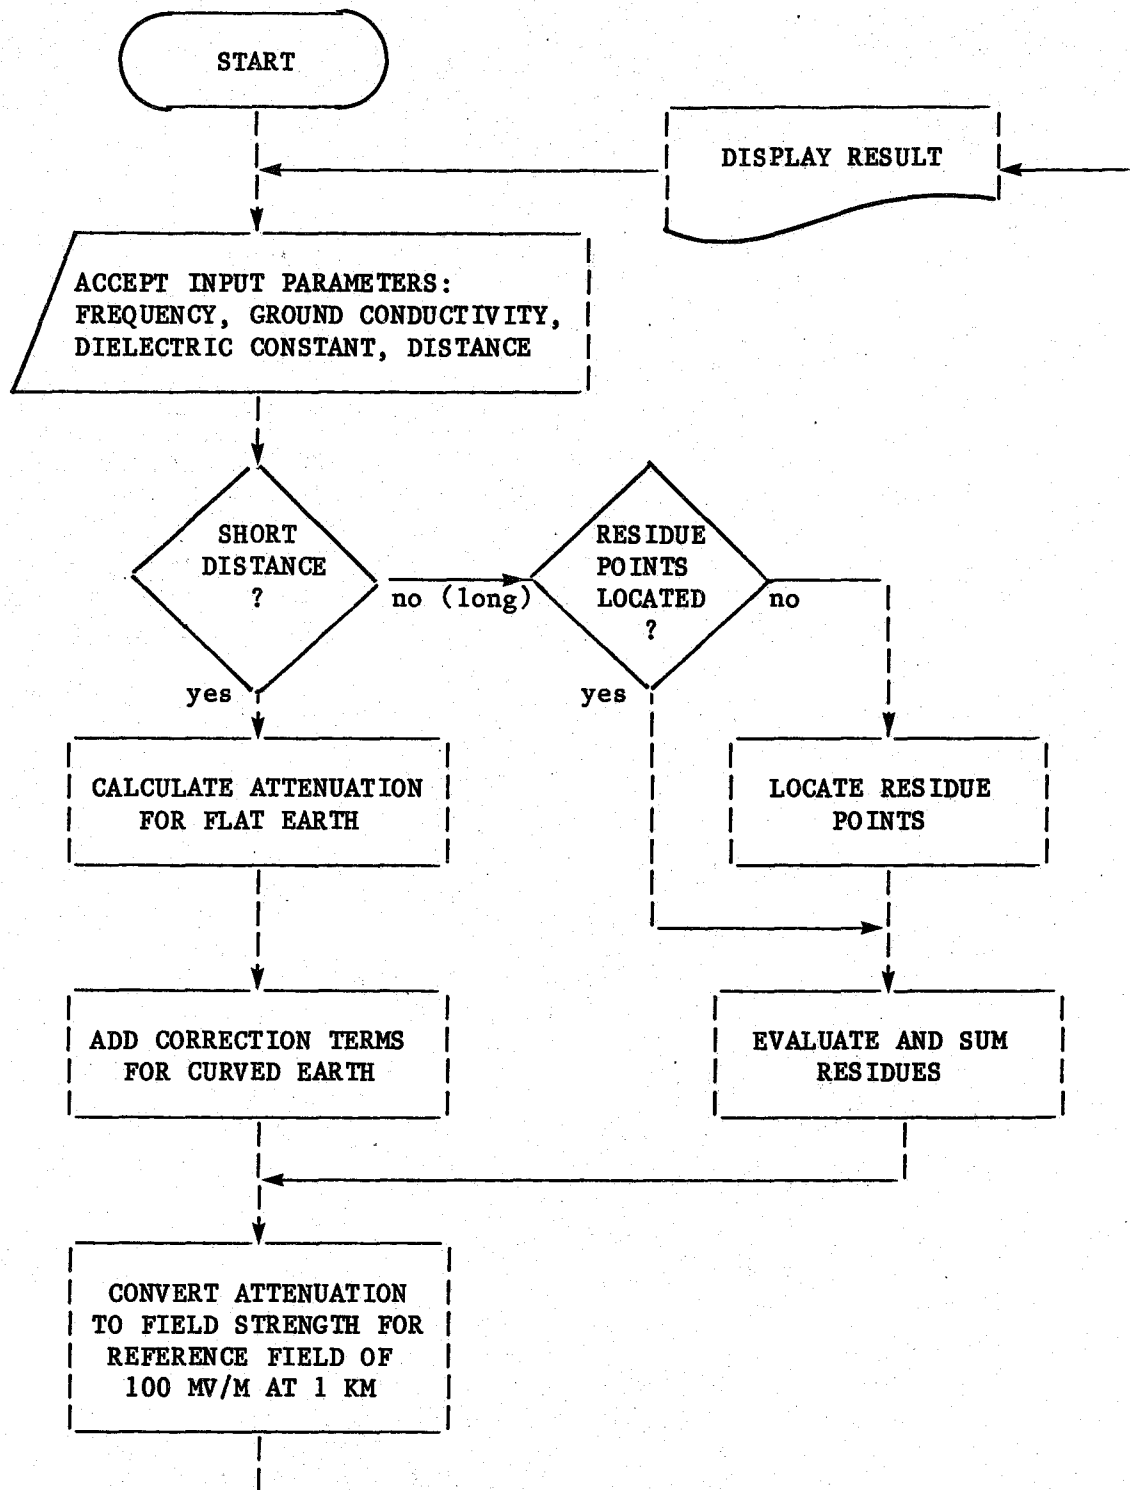 START
DISPLAY RESULT
ACCEPT INPUT PARAMETERS:
FREQUENCY, GROUND CONDUCTIVITY,
DIELECTRIC CONSTANT, DISTANCE
SHORT
DISTANCE
?
no (long)
yes
RESIDUE
POINTS
LOCATED
?
no
yes
CALCULATE ATTENUATION
FOR FLAT EARTH
LOCATE RESIDUE
POINTS
ADD CORRECTION TERMS
FOR CURVED EARTH
EVALUATE AND SUM
RESIDUES
CONVERT ATTENUATION
TO FIELD STRENGTH FOR
REFERENCE FIELD OF
100 MV/M AT 1 KM